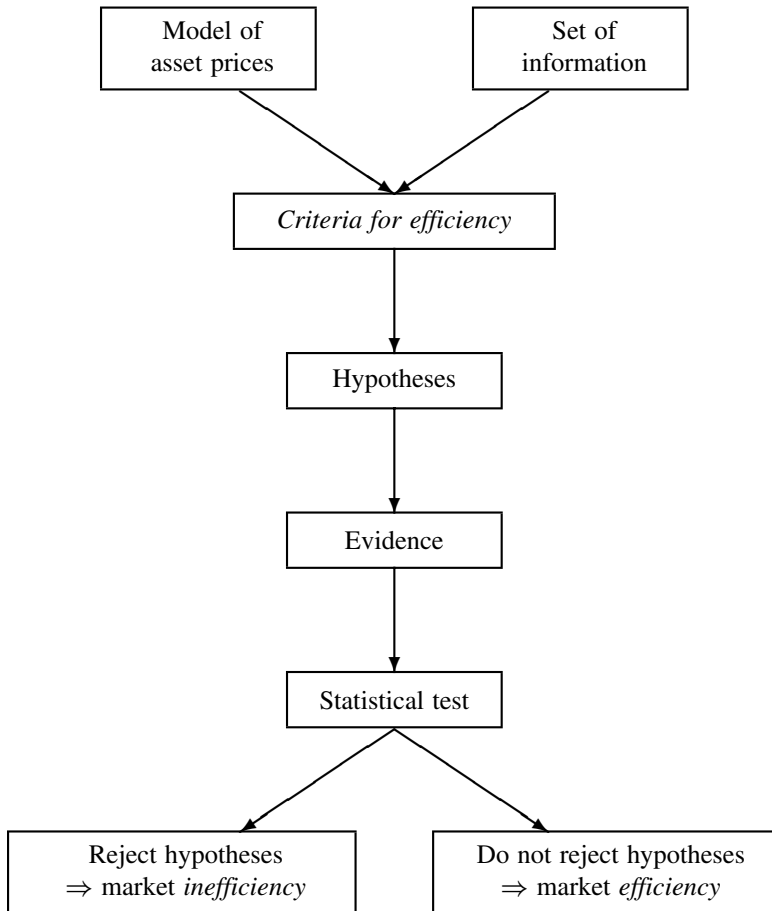 Model of
asset prices
Set of
information
Criteria for efficiency
Hypotheses
Evidence
Statistical test
Reject hypotheses
⇒ market inefficiency
Do not reject hypotheses
⇒ market efficiency